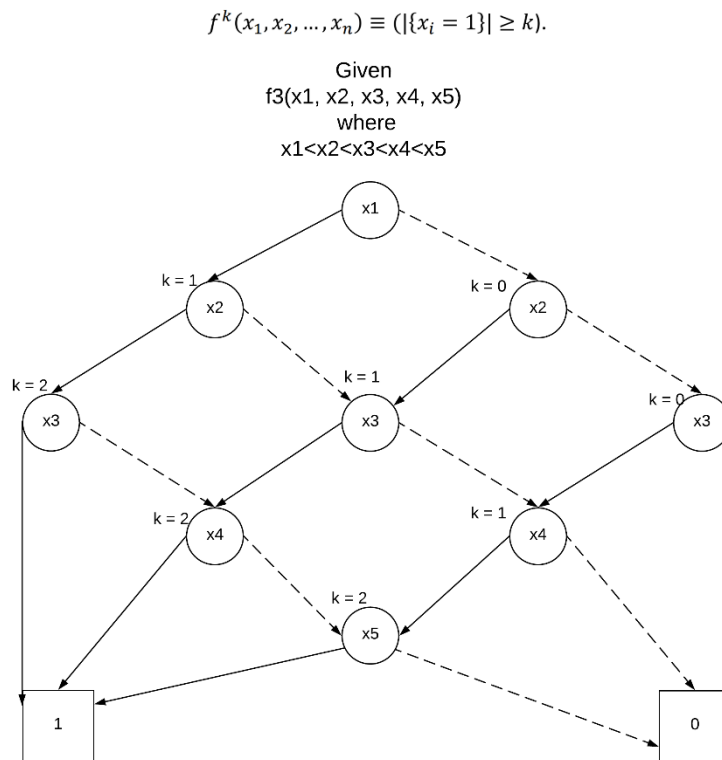 f^k(x_1, x_2, ..., x_n) ≡ (|{x_i = 1}| ≥ k).
Given
f3(x1, x2, x3, x4, x5)
where
x1<x2<x3<x4<x5
x1
k = 1
k = 0
x2
x2
k = 2
k = 1
k=0
x3
x3
x3
k = 2
k = 1
x4
x4
k = 2
x5
1
0